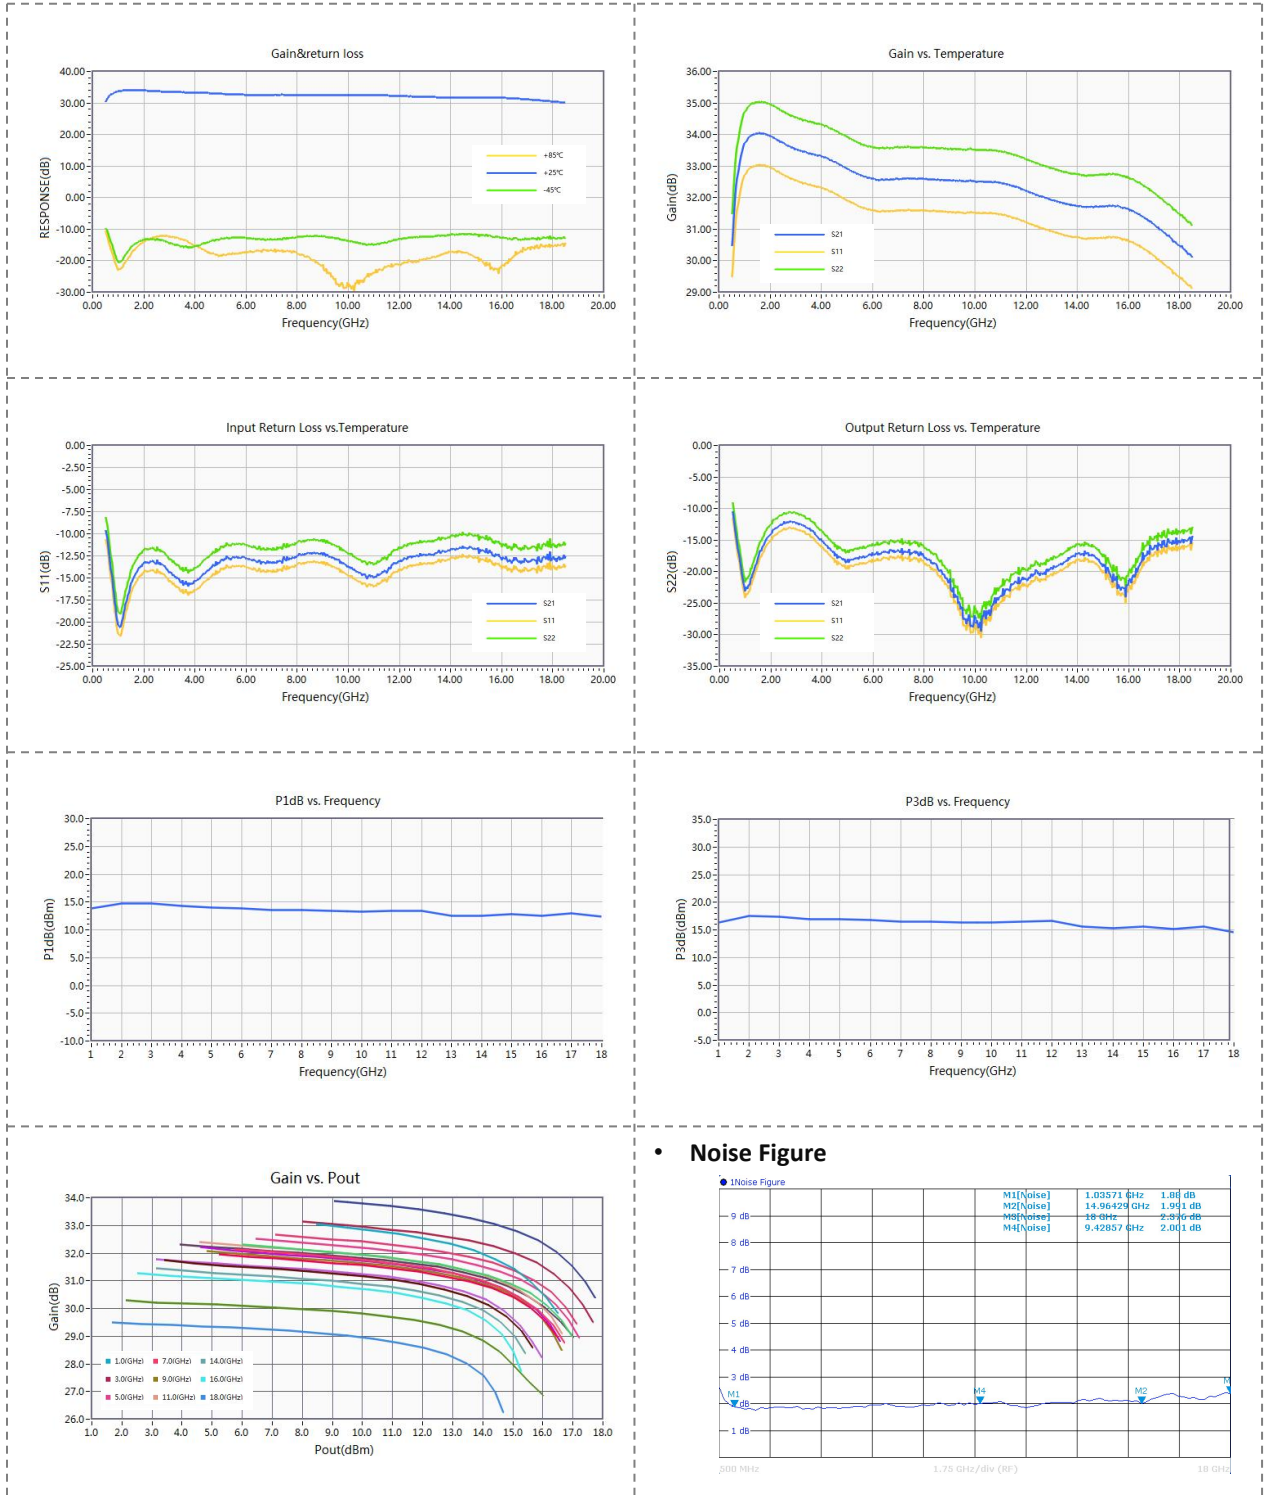 Gain&return loss
40.00
30.00
20.00
10.00
0.00
-10.00
-20.00
-30.00
RESPONSE(dB)
+85℃
+25℃
-45℃
0.00 2.00 4.00 6.00 8.00 10.00 12.00 14.00 16.00 18.00 20.00
Frequency(GHz)
Gain vs. Temperature
36.00
35.00
34.00
33.00
32.00
31.00
30.00
29.00
Gain(dB)
S21
S11
S22
0.00 2.00 4.00 6.00 8.00 10.00 12.00 14.00 16.00 18.00 20.00
Frequency(GHz)
Input Return Loss vs.Temperature
0.00
-2.50
-5.00
-7.50
-10.00
-12.50
-15.00
-17.50
-20.00
-22.50
-25.00
S11(dB)
S21
S11
S22
0.00 2.00 4.00 6.00 8.00 10.00 12.00 14.00 16.00 18.00 20.00
Frequency(GHz)
Output Return Loss vs. Temperature
0.00
-5.00
-10.00
-15.00
-20.00
-25.00
-30.00
-35.00
S22(dB)
S21
S11
S22
0.00 2.00 4.00 6.00 8.00 10.00 12.00 14.00 16.00 18.00 20.00
Frequency(GHz)
P1dB vs. Frequency
30.0
25.0
20.0
15.0
10.0
5.0
0.0
-5.0
-10.0
P1dB(dBm)
1 2 3 4 5 6 7 8 9 10 11 12 13 14 15 16 17 18
Frequency(GHz)
P3dB vs. Frequency
35.0
30.0
25.0
20.0
15.0
10.0
5.0
0.0
-5.0
P3dB(dBm)
1 2 3 4 5 6 7 8 9 10 11 12 13 14 15 16 17 18
Frequency(GHz)
Gain vs. Pout
34.0
33.0
32.0
31.0
30.0
29.0
28.0
27.0
26.0
Gain(dB)
1.0(GHz) 7.0(GHz) 14.0(GHz)
3.0(GHz) 9.0(GHz) 16.0(GHz)
5.0(GHz) 11.0(GHz) 18.0(GHz)
1.0 2.0 3.0 4.0 5.0 6.0 7.0 8.0 9.0 10.0 11.0 12.0 13.0 14.0 15.0 16.0 17.0 18.0
Pout(dBm)
• Noise Figure
1Noise Figure
M1[Noise] 1.03571 GHz 1.88 dB
M2[Noise] 14.96429 GHz 1.991 dB
M3[Noise] 18 GHz 2.376 dB
M4[Noise] 9.42857 GHz 2.001 dB
9 dB
8 dB
7 dB
6 dB
5 dB
4 dB
3 dB
dB
1 dB
M1
M4
M2
M
500 MHz 1.75 GHz/div (RF) 18 GHz